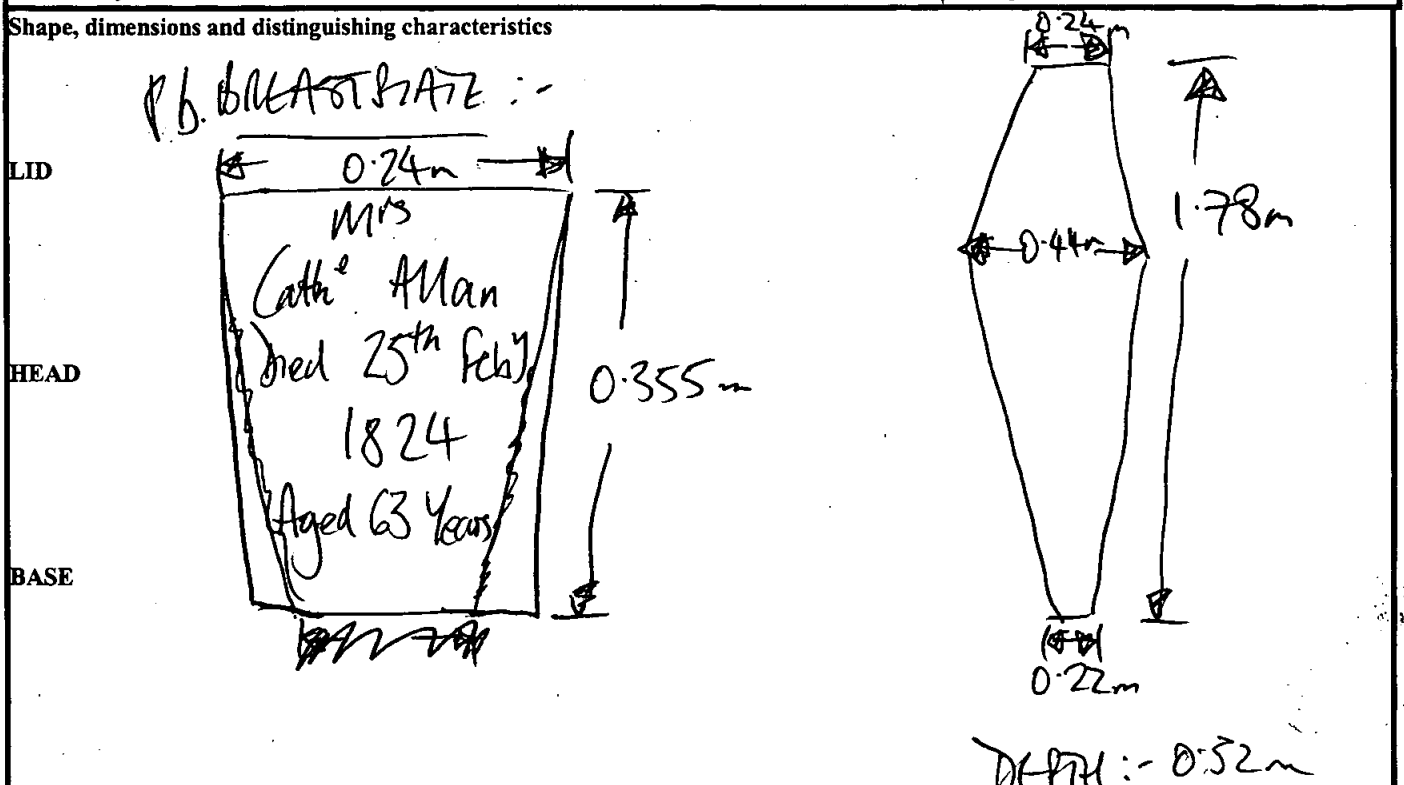 Shape, dimensions and distinguishing characteristics
P.b. BREASTPLATE :-
LID
0.24m
Mrs
Cathe Allan
Died 25th Feby
1824
Aged 63 Years
0.355m
HEAD
BASE
0.24m
0.44m
1.78m
0.22m
DEPTH :- 0.52m